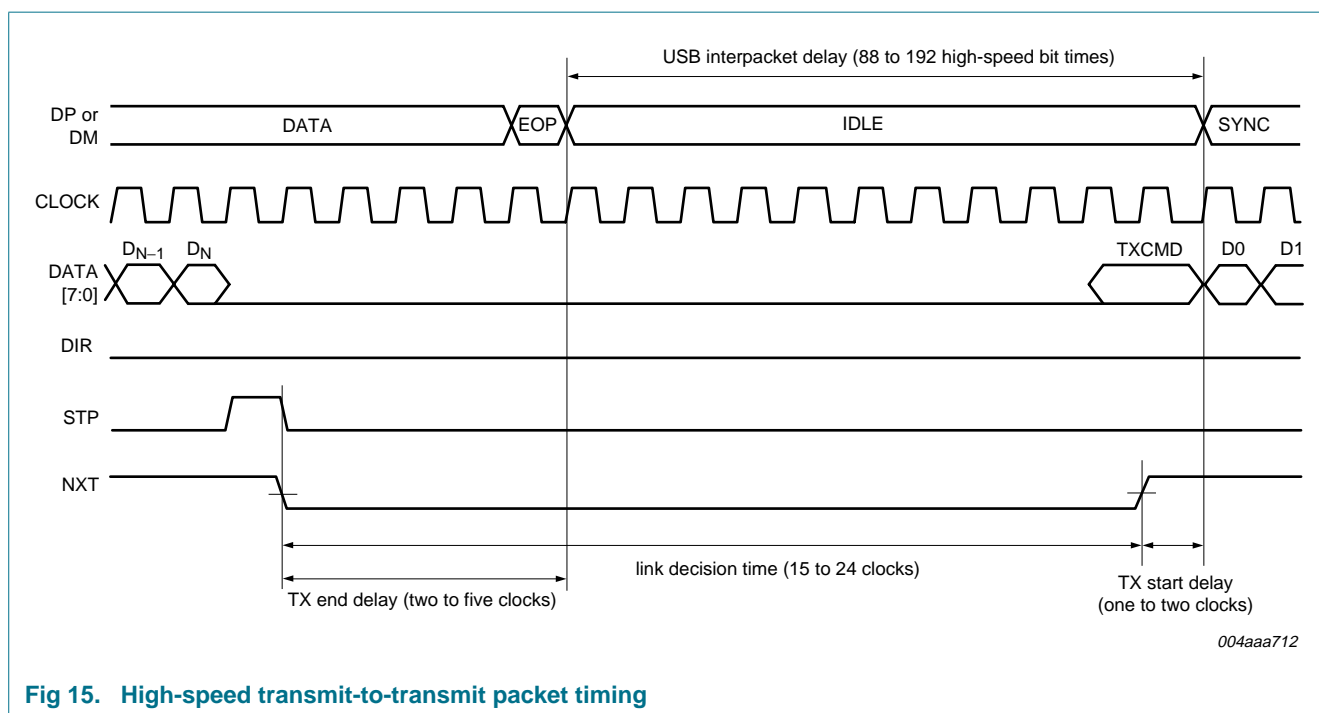 USB interpacket delay (88 to 192 high-speed bit times)
DP or
DM
DATA
EOP
IDLE
SYNC
CLOCK
DN–1
DN
TXCMD
D0
D1
DATA
[7:0]
DIR
STP
NXT
link decision time (15 to 24 clocks)
TX end delay (two to five clocks)
TX start delay
(one to two clocks)
004aaa712
Fig 15. High-speed transmit-to-transmit packet timing